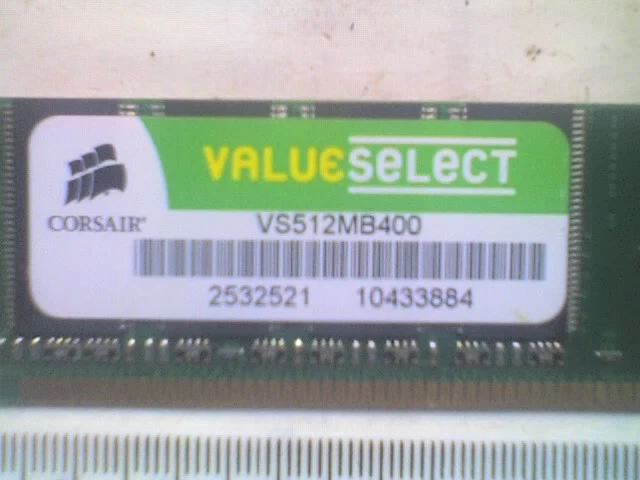 VALUESELECT
CORSAIR
VS512MB400
2532521 10433884